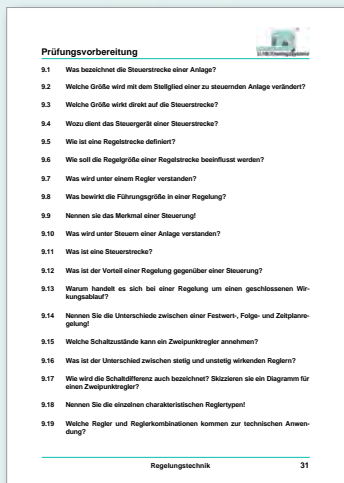 Prüfungsvorbereitung
9.1 Was bezeichnet die Steuerstrecke einer Anlage?
9.2 Welche Größe wird mit dem Stellglied einer zu steuernden Anlage verändert?
9.3 Welche Größe wirkt direkt auf die Steuerstrecke?
9.4 Wozu dient das Steuergerät einer Steuerstrecke?
9.5 Wie ist eine Regelstrecke definiert?
9.6 Wie soll die Regelgröße einer Regelstrecke beeinflusst werden?
9.7 Was wird unter einem Regler verstanden?
9.8 Was bewirkt die Führungsgröße in einer Regelung?
9.9 Nennen sie das Merkmal einer Steuerung!
9.10 Was wird unter Steuern einer Anlage verstanden?
9.11 Was ist eine Steuerstrecke?
9.12 Was ist der Vorteil einer Regelung gegenüber einer Steuerung?
9.13 Warum handelt es sich bei einer Regelung um einen geschlossenen Wir-
kungsablauf?
9.14 Nennen Sie die Unterschiede zwischen einer Festwert-, Folge- und Zeitplanre-
gelung!
9.15 Welche Schaltzustände kann ein Zweipunktregler annehmen?
9.16 Was ist der Unterschied zwischen stetig und unstetig wirkenden Reglern?
9.17 Wie wird die Schaltdifferenz auch bezeichnet? Skizzieren sie ein Diagramm für
einen Zweipunktregler?
9.18 Nennen Sie die einzelnen charakteristischen Reglertypen!
9.19 Welche Regler und Reglerkombinationen kommen zur technischen Anwen-
dung?
Regelungstechnik 31